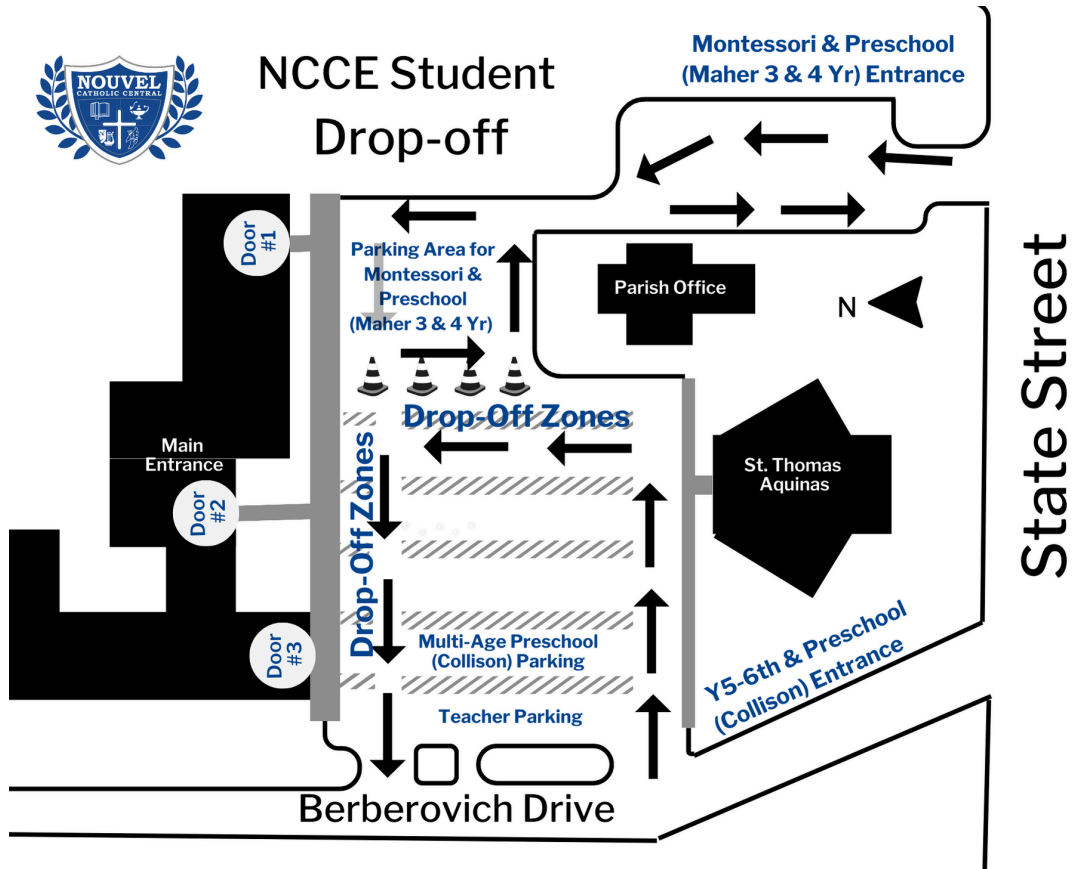 NOUVEL
CATHOLIC CENTRAL
NCCE Student
Drop-off
Montessori & Preschool
(Maher 3 & 4 Yr) Entrance
Door
#1
Parking Area for
Montessori &
Preschool
(Maher 3 & 4 Yr)
Parish Office
N
State Street
Drop-Off Zones
Main
Entrance
Drop-Off Zones
St. Thomas
Aquinas
Door
#2
Door
#3
Multi-Age Preschool
(Collison) Parking
Y5-6th & Preschool
(Collison) Entrance
Teacher Parking
Berberovich Drive